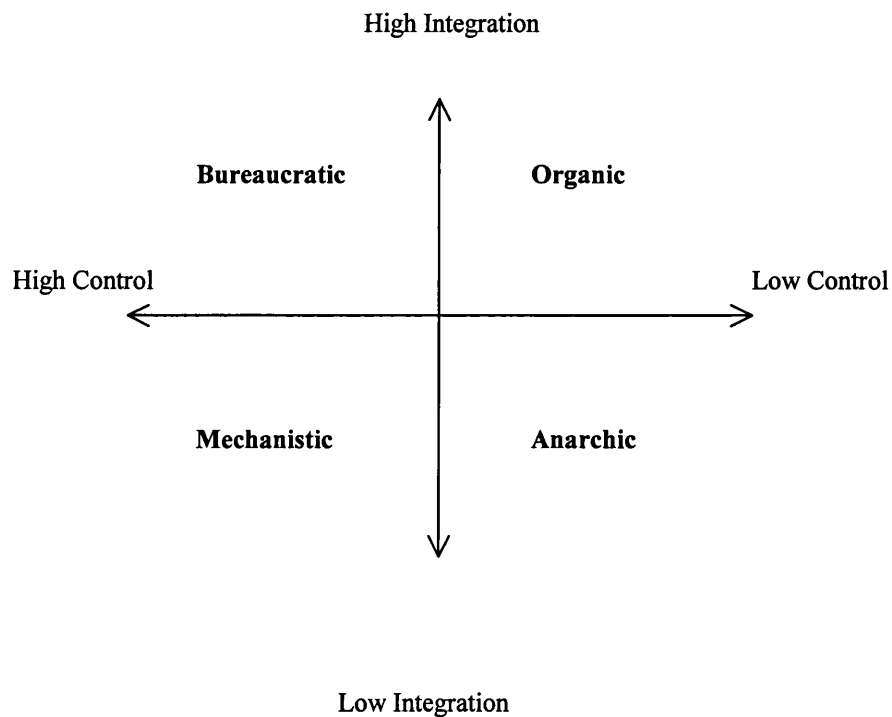 High Integration
Bureaucratic
Organic
High Control
Low Control
Mechanistic
Anarchic
Low Integration